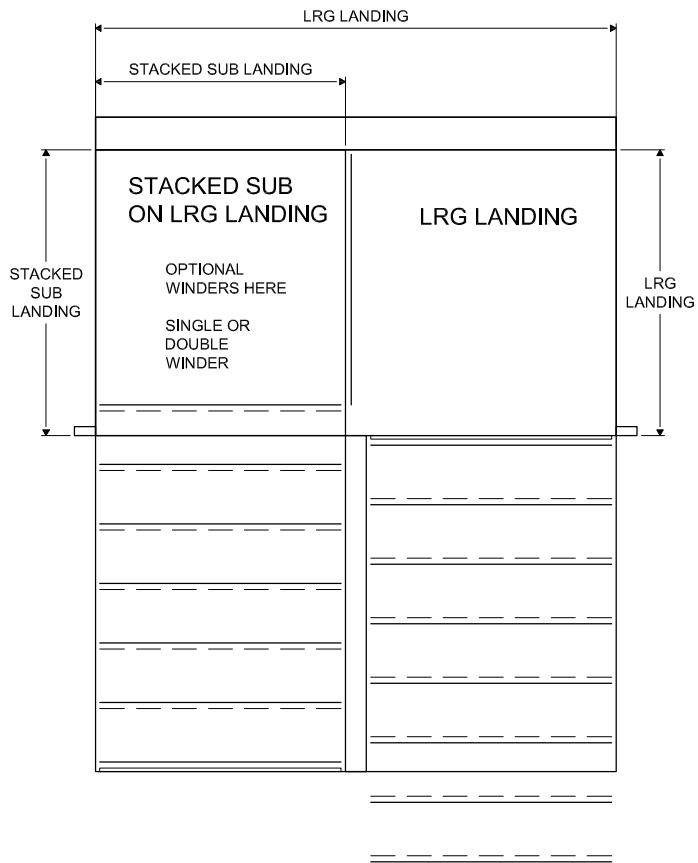 LRG LANDING
STACKED SUB LANDING
STACKED SUB
ON LRG LANDING
LRG LANDING
OPTIONAL
WINDERS HERE
SINGLE OR
DOUBLE
WINDER
STACKED
SUB
LANDING
LRG
LANDING